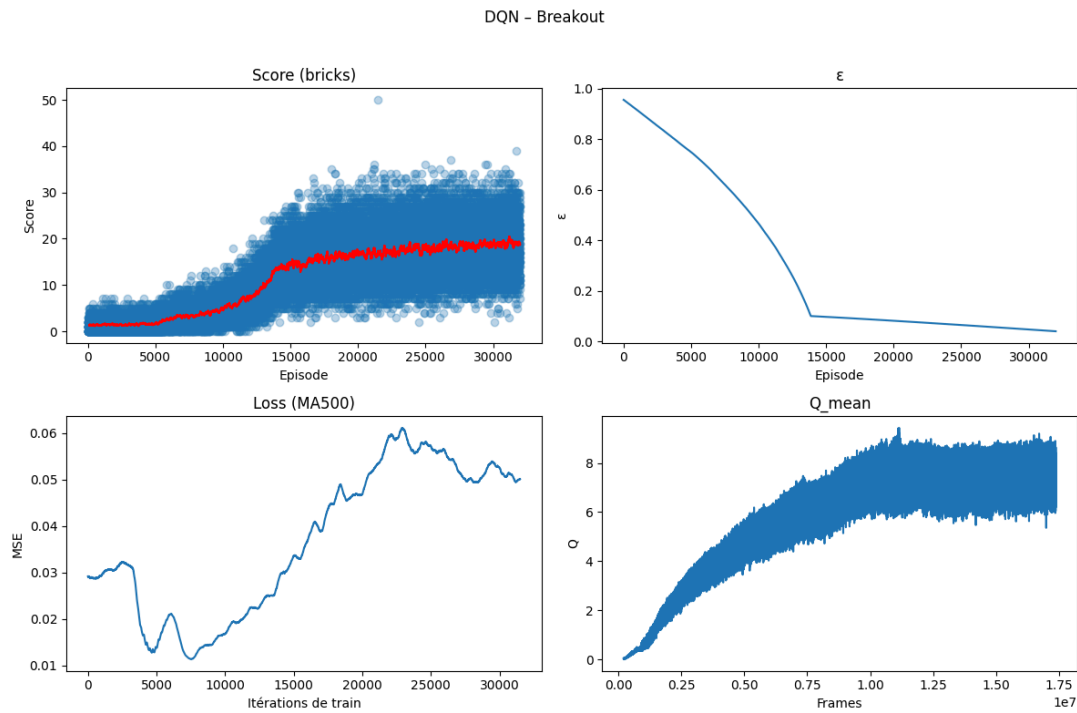 DQN – Breakout
Score (bricks)
50
40
30
20
10
0
Score
0 5000 10000 15000 20000 25000 30000
Episode
ε
1.0
0.8
0.6
0.4
0.2
0.0
ε
0 5000 10000 15000 20000 25000 30000
Episode
Loss (MA500)
0.06
0.05
0.04
0.03
0.02
0.01
MSE
0 5000 10000 15000 20000 25000 30000
Itérations de train
Q_mean
8
6
4
2
0
Q
0.00 0.25 0.50 0.75 1.00 1.25 1.50 1.75
1e7
Frames